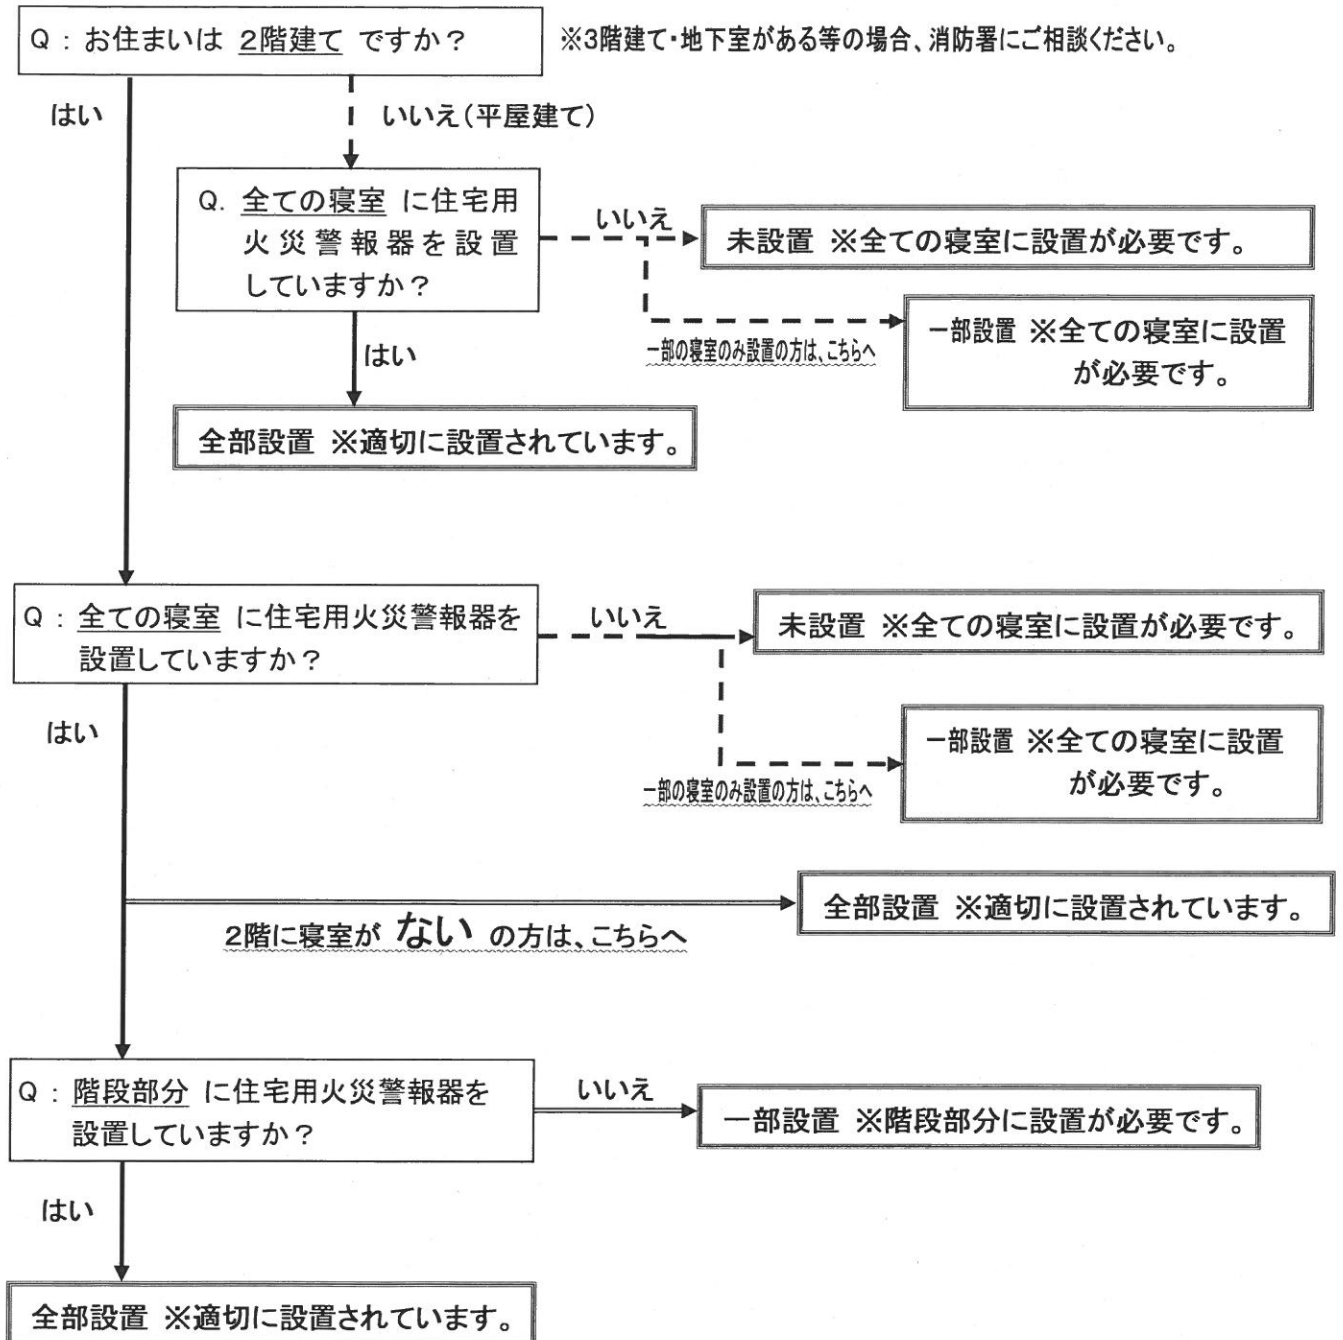 Q : お住まいは 2階建て ですか？
※3階建て・地下室がある等の場合、消防署にご相談ください。
はい
いいえ(平屋建て)
Q. 全ての寝室 に住宅用
火災警報器を設置
していますか？
いいえ
未設置 ※全ての寝室に設置が必要です。
一部の寝室のみ設置の方は、こちらへ
一部設置 ※全ての寝室に設置
が必要です。
はい
全部設置 ※適切に設置されています。
Q : 全ての寝室 に住宅用火災警報器を
設置していますか？
いいえ
未設置 ※全ての寝室に設置が必要です。
一部の寝室のみ設置の方は、こちらへ
一部設置 ※全ての寝室に設置
が必要です。
はい
2階に寝室が ない の方は、こちらへ
全部設置 ※適切に設置されています。
Q : 階段部分 に住宅用火災警報器を
設置していますか？
いいえ
一部設置 ※階段部分に設置が必要です。
はい
全部設置 ※適切に設置されています。